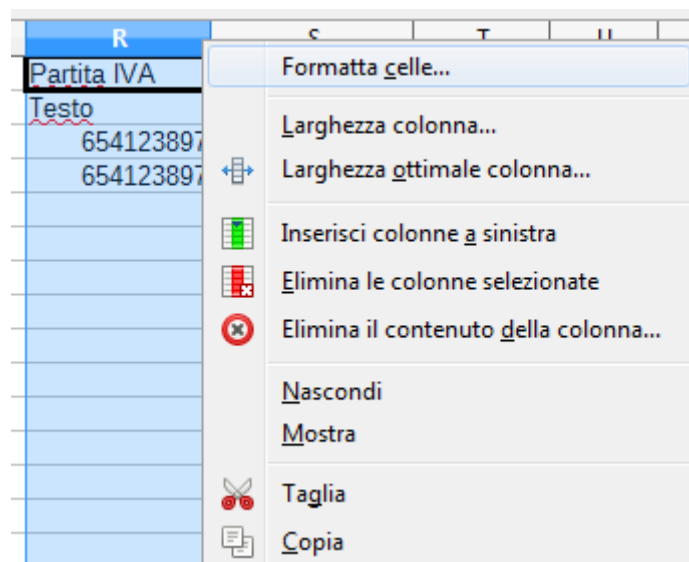 R S T U
Partita IVA
Testo
654123897
654123897
Formatta celle...
Larghezza colonna...
Larghezza ottimale colonna...
Inserisci colonne a sinistra
Elimina le colonne selezionate
Elimina il contenuto della colonna...
Nascondi
Mostra
Taglia
Copia